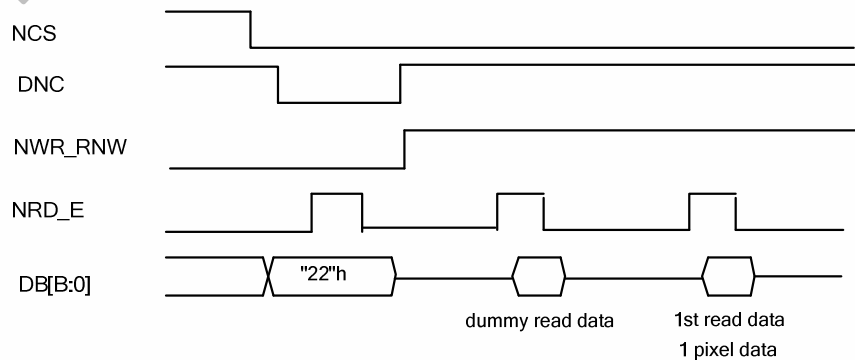 NCS
DNC
NWR_RNW
NRD_E
DB[B:0]
"22"h
dummy read data
1st read data
1 pixel data